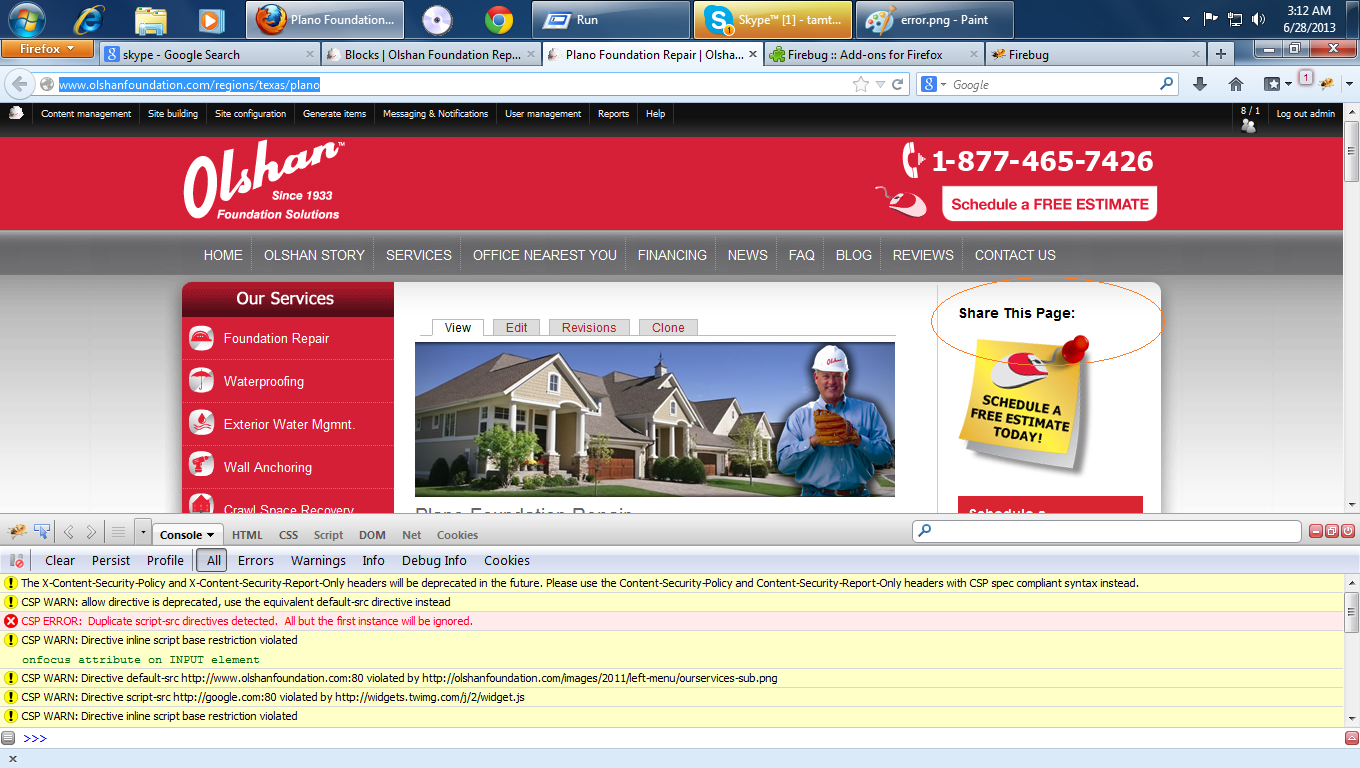 Plano Foundation...
Run
Skype™ [1] - tamt...
error.png - Paint
3:12 AM
6/28/2013
Firefox
skype - Google Search
Blocks | Olshan Foundation Rep...
Plano Foundation Repair | Olsha...
Firebug :: Add-ons for Firefox
Firebug
www.olshanfoundation.com/regions/texas/plano
Google
1
Content management Site building Site configuration Generate items Messaging & Notifications User management Reports Help
8 / 1
Log out admin
Olshan™
Since 1933
Foundation Solutions
1-877-465-7426
Schedule a FREE ESTIMATE
HOME OLSHAN STORY SERVICES OFFICE NEAREST YOU FINANCING NEWS FAQ BLOG REVIEWS CONTACT US
Our Services
Foundation Repair
Waterproofing
Exterior Water Mgmnt.
Wall Anchoring
Crawl Space Recovery
View Edit Revisions Clone
Olshan
Plano Foundation Repair
Share This Page:
SCHEDULE A
FREE ESTIMATE
TODAY!
Schedule a
Console HTML CSS Script DOM Net Cookies
Clear Persist Profile All Errors Warnings Info Debug Info Cookies
The X-Content-Security-Policy and X-Content-Security-Report-Only headers will be deprecated in the future. Please use the Content-Security-Policy and Content-Security-Report-Only headers with CSP spec compliant syntax instead.
CSP WARN: allow directive is deprecated, use the equivalent default-src directive instead
CSP ERROR: Duplicate script-src directives detected. All but the first instance will be ignored.
CSP WARN: Directive inline script base restriction violated
onfocus attribute on INPUT element
CSP WARN: Directive default-src http://www.olshanfoundation.com:80 violated by http://olshanfoundation.com/images/2011/left-menu/ourservices-sub.png
CSP WARN: Directive script-src http://google.com:80 violated by http://widgets.twimg.com/j/2/widget.js
CSP WARN: Directive inline script base restriction violated
>>>